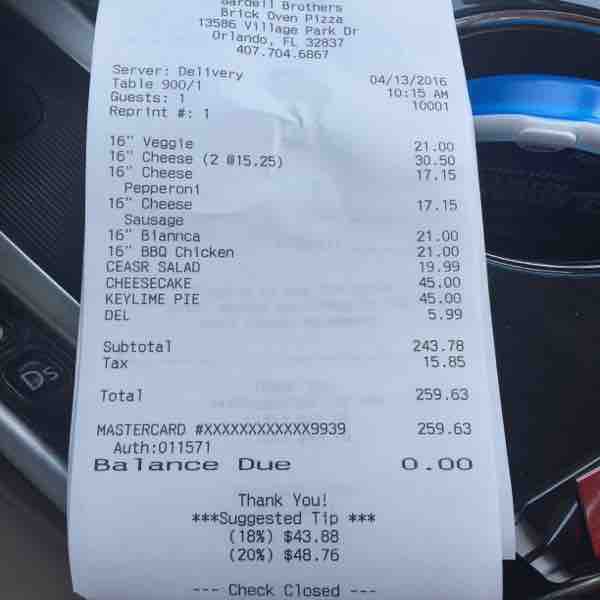 Brothers
Brick Oven Pizza
13586 Village Park Dr
Orlando, FL 32837
407.704.6867
Server: Delivery 04/13/2016
Table 900/1 10:15 AM
Guests: 1 10001
Reprint #: 1
16" Veggie 21.00
16" Cheese (2 @15.25) 30.50
16" Cheese 17.15
Pepperoni
16" Cheese 17.15
Sausage
16" Biannca 21.00
16" BBQ Chicken 21.00
CEASR SALAD 19.99
CHEESECAKE 45.00
KEYLIME PIE 45.00
DEL 5.99
Subtotal 243.78
Tax 15.85
Total 259.63
MASTERCARD #XXXXXXXXXXXX9939 259.63
Auth:011571
Balance Due 0.00
Thank You!
***Suggested Tip ***
(18%) $43.88
(20%) $48.76
--- Check Closed ---
DS